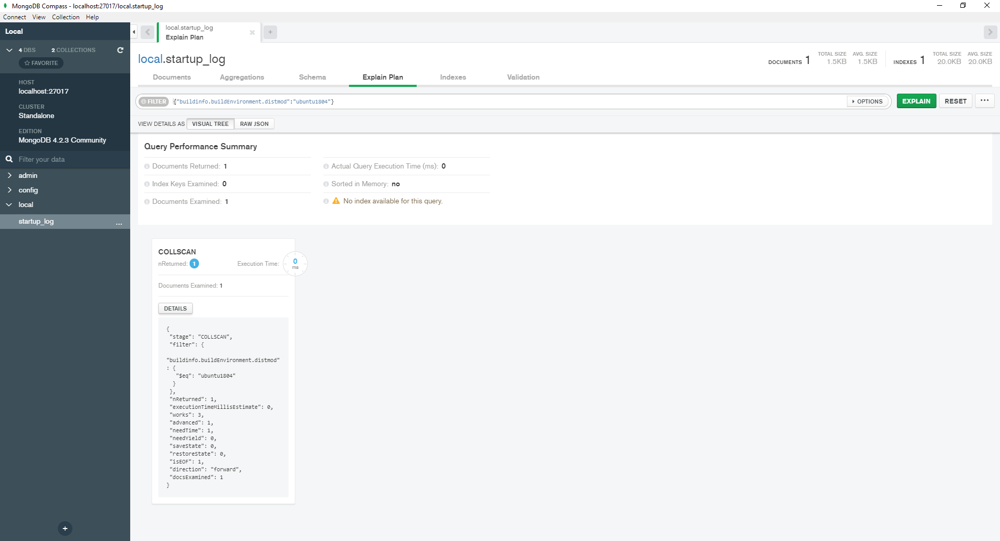 MongoDB Compass - localhost:27017/local.startup_log
Connect View Collection Help
Local
4 DBS 2 COLLECTIONS
FAVORITE
HOST
localhost:27017
CLUSTER
Standalone
EDITION
MongoDB 4.2.3 Community
Filter your data
admin
config
local
startup_log ...
local.startup_log
Explain Plan
local.startup_log
DOCUMENTS 1 TOTAL SIZE 1.5KB AVG. SIZE 1.5KB INDEXES 1 TOTAL SIZE 20.0KB AVG. SIZE 20.0KB
Documents Aggregations Schema Explain Plan Indexes Validation
FILTER {"buildinfo.buildEnvironment.distmod":"ubuntu1804"} OPTIONS EXPLAIN RESET ...
VIEW DETAILS AS VISUAL TREE RAW JSON
Query Performance Summary
Documents Returned: 1
Index Keys Examined: 0
Documents Examined: 1
Actual Query Execution Time (ms): 0
Sorted in Memory: no
No index available for this query.
COLLSCAN
nReturned: 1 Execution Time: 0 ms
Documents Examined: 1
DETAILS
{
"stage": "COLLSCAN",
"filter": {
"buildinfo.buildEnvironment.distmod"
: {
"$eq": "ubuntu1804"
}
},
"nReturned": 1,
"executionTimeMillisEstimate": 0,
"works": 3,
"advanced": 1,
"needTime": 1,
"needYield": 0,
"saveState": 0,
"restoreState": 0,
"isEOF": 1,
"direction": "forward",
"docsExamined": 1
}